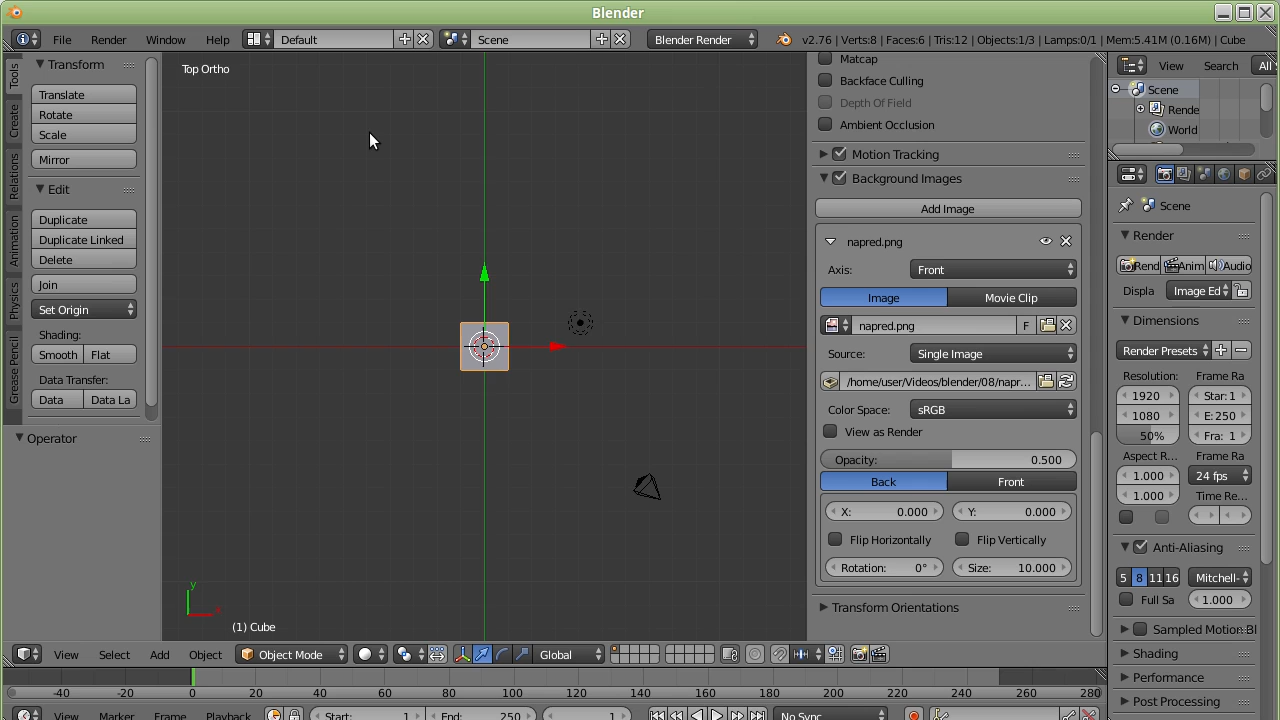 Blender
File Render Window Help Default Scene Blender Render v2.76 | Verts:8 | Faces:6 | Tris:12 | Objects:1/3 | Lamps:0/1 | Mem:5.41M (0.16M) | Cube
Tools
Create
Relations
Animation
Physics
Grease Pencil
Transform
Translate
Rotate
Scale
Mirror
Edit
Duplicate
Duplicate Linked
Delete
Join
Set Origin
Shading:
Smooth Flat
Data Transfer:
Data Data La
Operator
Top Ortho
y
x
(1) Cube
Matcap
Backface Culling
Depth Of Field
Ambient Occlusion
Motion Tracking
Background Images
Add Image
napred.png
Axis: Front
Image Movie Clip
napred.png F
Source: Single Image
/home/user/Videos/blender/08/napr...
Color Space: sRGB
View as Render
Opacity: 0.500
Back Front
X: 0.000 Y: 0.000
Flip Horizontally Flip Vertically
Rotation: 0° Size: 10.000
Transform Orientations
View Search All
Scene
Rende
World
Scene
Render
Rend Anim Audio
Displa Image Ed
Dimensions
Render Presets
Resolution: Frame Ra
1920 Star: 1
1080 E: 250
50% Fra: 1
Aspect R... Frame Ra
1.000 24 fps
1.000 Time Re...
Anti-Aliasing
5 8 11 16 Mitchell-
Full Sa 1.000
Sampled Motion Bl
Shading
Performance
Post Processing
View Select Add Object Object Mode Global
-40 -20 0 20 40 60 80 100 120 140 160 180 200 220 240 260 280
View Marker Frame Playback Start: 1 End: 250 1 No Sync